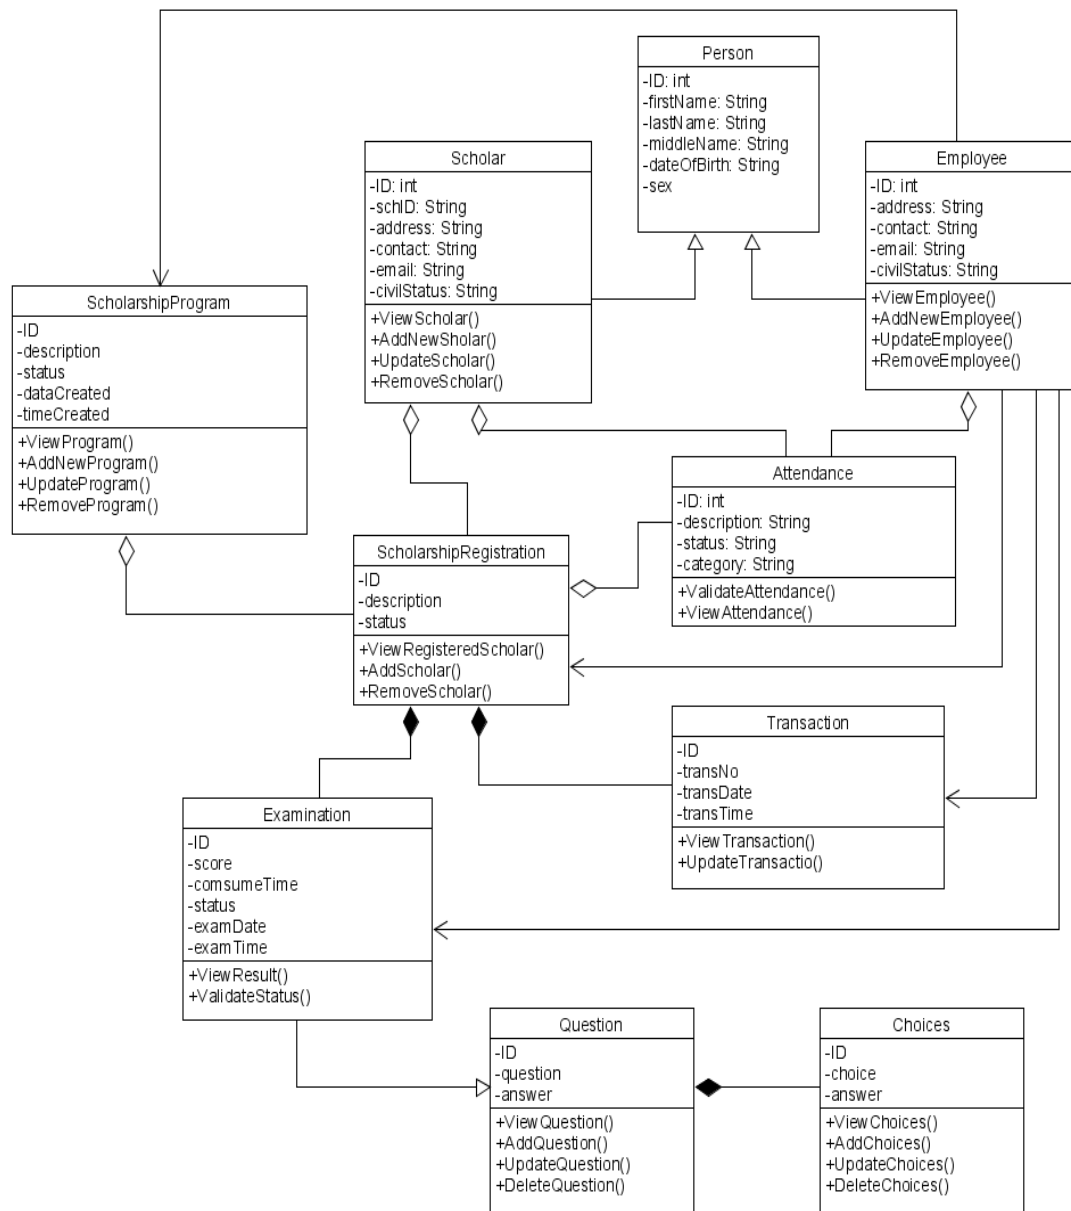 Person
-ID: int
-firstName: String
-lastName: String
-middleName: String
-dateOfBirth: String
-sex
Scholar
-ID: int
-schID: String
-address: String
-contact: String
-email: String
-civilStatus: String
+ViewScholar()
+AddNewSholar()
+UpdateScholar()
+RemoveScholar()
Employee
-ID: int
-address: String
-contact: String
-email: String
-civilStatus: String
+ViewEmployee()
+AddNewEmployee()
+UpdateEmployee()
+RemoveEmployee()
ScholarshipProgram
-ID
-description
-status
-dataCreated
-timeCreated
+ViewProgram()
+AddNewProgram()
+UpdateProgram()
+RemoveProgram()
Attendance
-ID: int
-description: String
-status: String
-category: String
+ValidateAttendance()
+ViewAttendance()
ScholarshipRegistration
-ID
-description
-status
+ViewRegisteredScholar()
+AddScholar()
+RemoveScholar()
Transaction
-ID
-transNo
-transDate
-transTime
+ViewTransaction()
+UpdateTransactio()
Examination
-ID
-score
-comsumeTime
-status
-examDate
-examTime
+ViewResult()
+ValidateStatus()
Question
-ID
-question
-answer
+ViewQuestion()
+AddQuestion()
+UpdateQuestion()
+DeleteQuestion()
Choices
-ID
-choice
-answer
+ViewChoices()
+AddChoices()
+UpdateChoices()
+DeleteChoices()